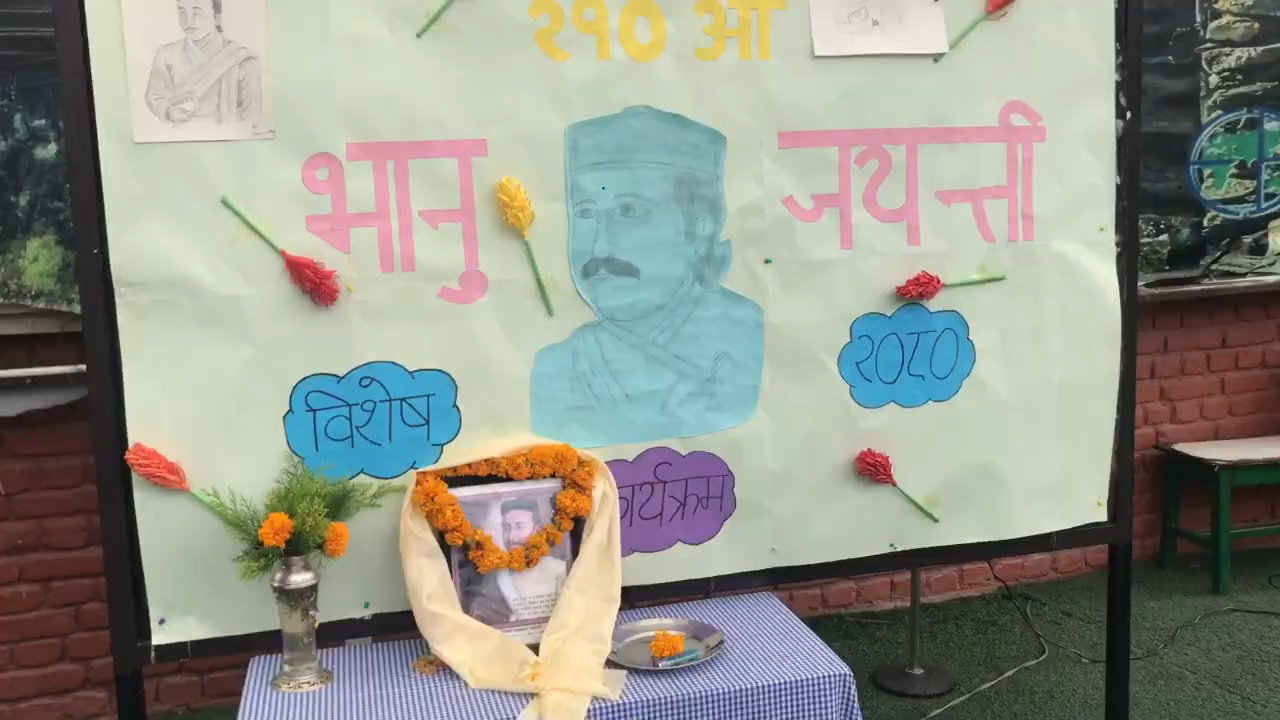 २१० औं
भानु जयन्ती
विशेष
२०८०
कार्यक्रम